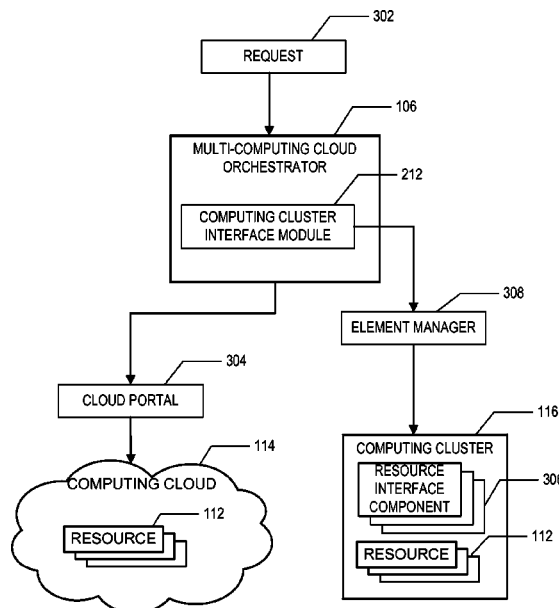 302
REQUEST
106
MULTI-COMPUTING CLOUD
ORCHESTRATOR
212
COMPUTING CLUSTER
INTERFACE MODULE
308
ELEMENT MANAGER
304
CLOUD PORTAL
116
COMPUTING CLUSTER
114
COMPUTING CLOUD
RESOURCE
INTERFACE
COMPONENT
306
112
RESOURCE
112
RESOURCE